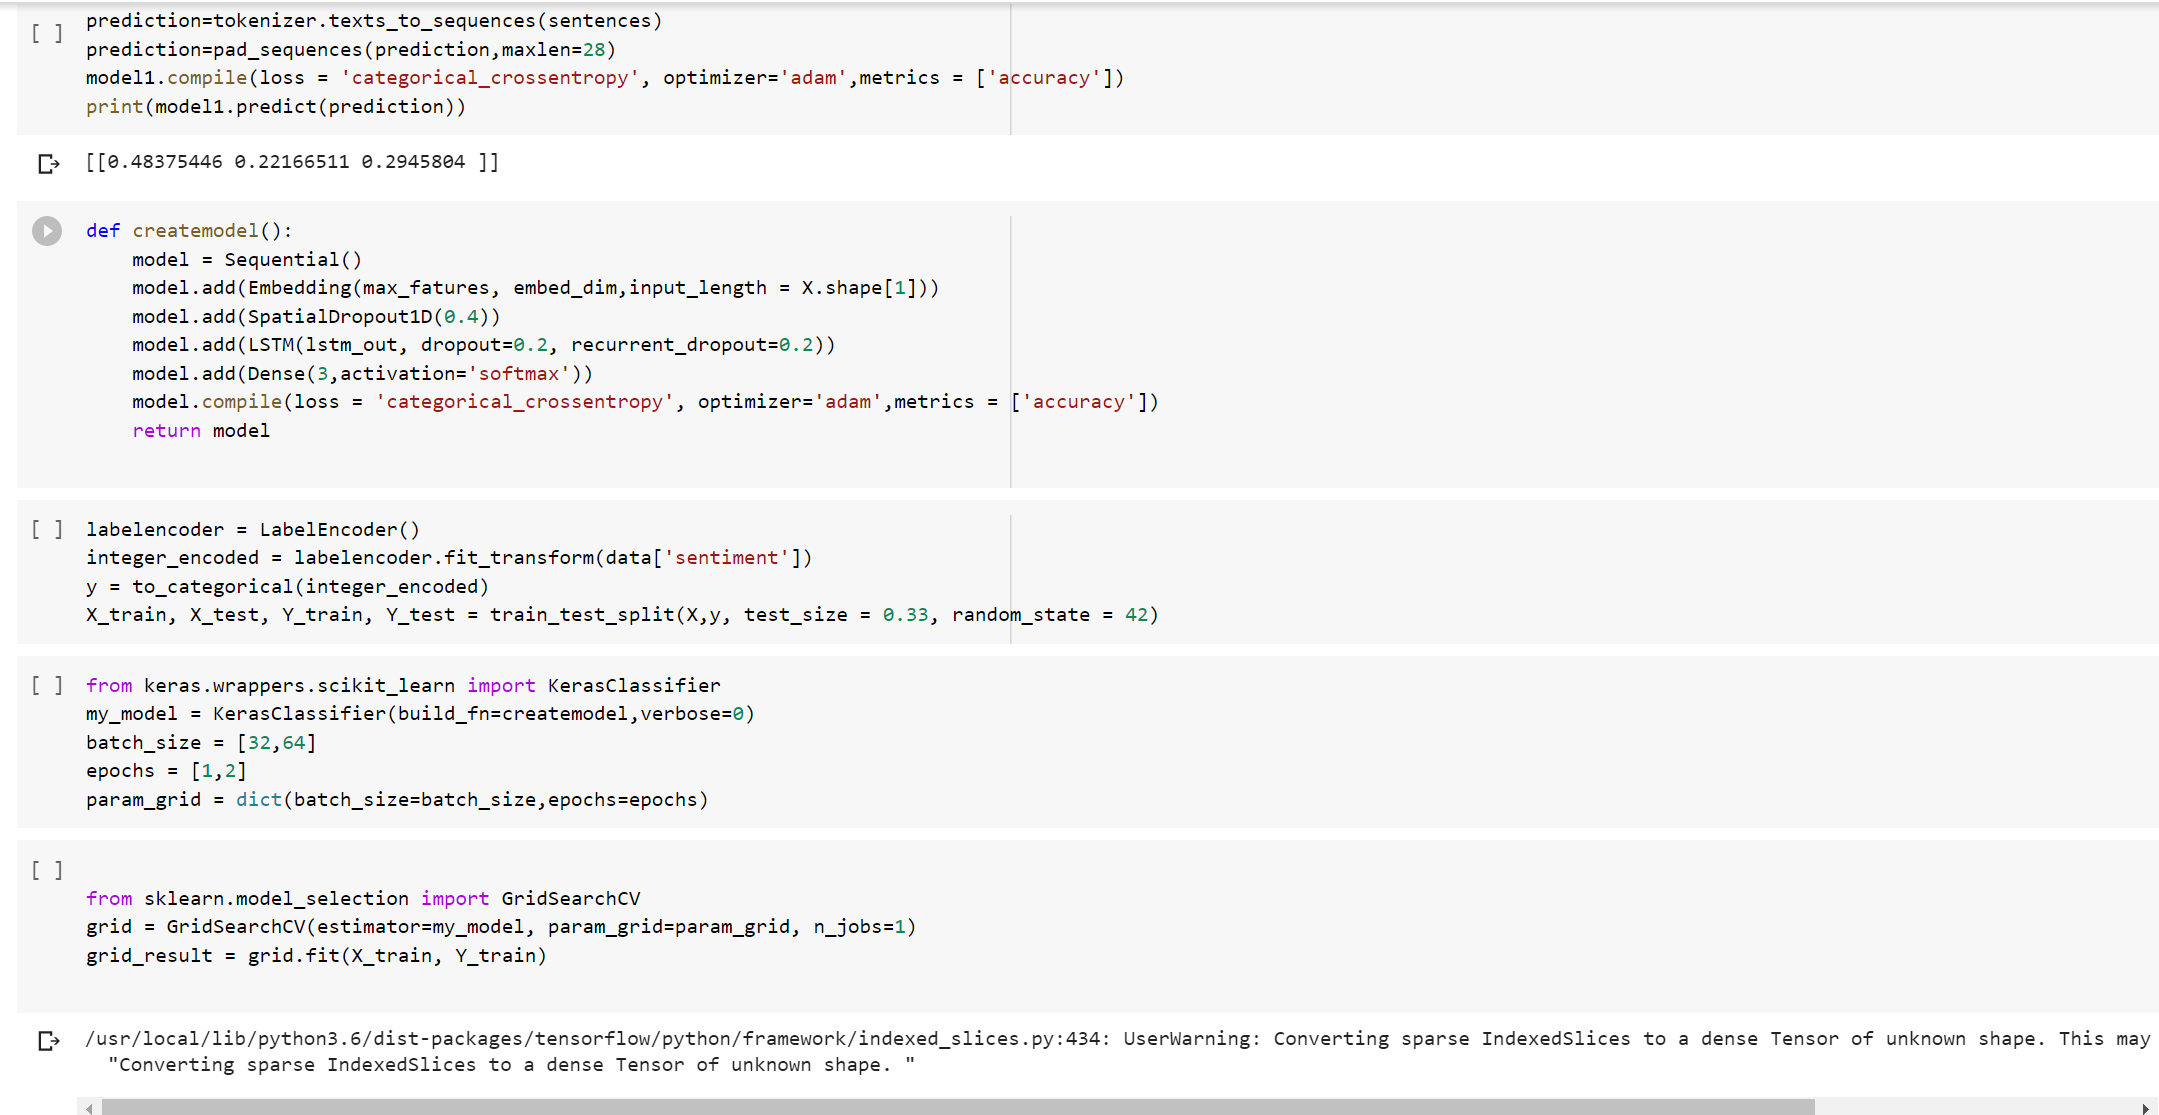 prediction=tokenizer.texts_to_sequences(sentences)
[ ]
prediction=pad_sequences(prediction,maxlen=28)
model1.compile(loss = 'categorical_crossentropy', optimizer='adam',metrics = ['accuracy'])
print(model1.predict(prediction))
[[0.48375446 0.22166511 0.2945804 ]]
def createmodel():
    model = Sequential()
    model.add(Embedding(max_fatures, embed_dim,input_length = X.shape[1]))
    model.add(SpatialDropout1D(0.4))
    model.add(LSTM(lstm_out, dropout=0.2, recurrent_dropout=0.2))
    model.add(Dense(3,activation='softmax'))
    model.compile(loss = 'categorical_crossentropy', optimizer='adam',metrics = ['accuracy'])
    return model
[ ] labelencoder = LabelEncoder()
integer_encoded = labelencoder.fit_transform(data['sentiment'])
y = to_categorical(integer_encoded)
X_train, X_test, Y_train, Y_test = train_test_split(X,y, test_size = 0.33, random_state = 42)
[ ] from keras.wrappers.scikit_learn import KerasClassifier
my_model = KerasClassifier(build_fn=createmodel,verbose=0)
batch_size = [32,64]
epochs = [1,2]
param_grid = dict(batch_size=batch_size,epochs=epochs)
[ ]
from sklearn.model_selection import GridSearchCV
grid = GridSearchCV(estimator=my_model, param_grid=param_grid, n_jobs=1)
grid_result = grid.fit(X_train, Y_train)
/usr/local/lib/python3.6/dist-packages/tensorflow/python/framework/indexed_slices.py:434: UserWarning: Converting sparse IndexedSlices to a dense Tensor of unknown shape. This may
  "Converting sparse IndexedSlices to a dense Tensor of unknown shape. "